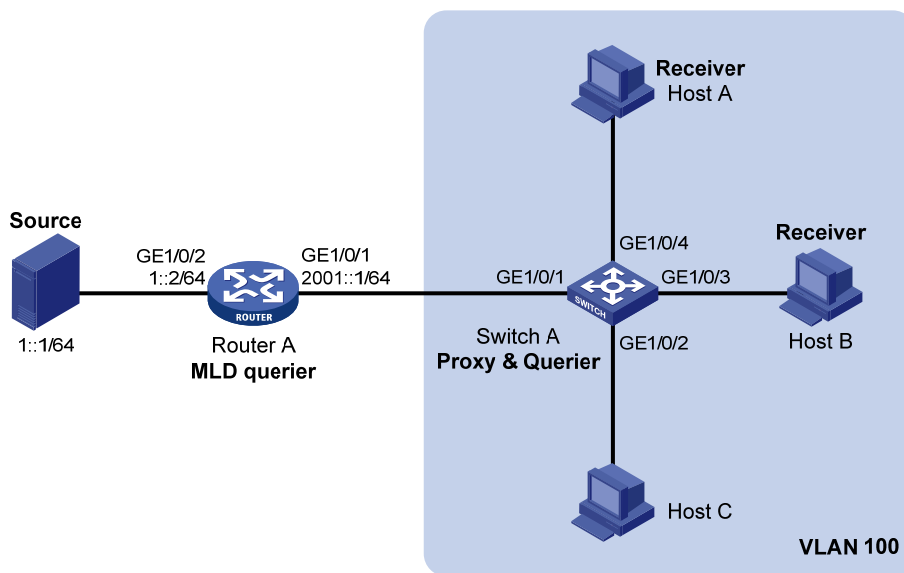 Source
1::1/64
GE1/0/2
1::2/64
GE1/0/1
2001::1/64
ROUTER
Router A
MLD querier
Receiver
Host A
GE1/0/4
GE1/0/1
GE1/0/3
SWITCH
Switch A
Proxy & Querier
GE1/0/2
Receiver
Host B
Host C
VLAN 100